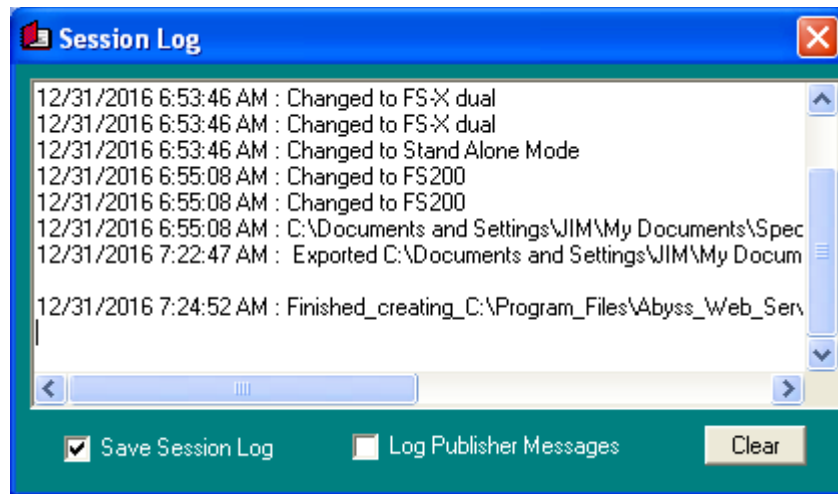 Session Log
12/31/2016 6:53:46 AM : Changed to FS-X dual
12/31/2016 6:53:46 AM : Changed to FS-X dual
12/31/2016 6:53:46 AM : Changed to Stand Alone Mode
12/31/2016 6:55:08 AM : Changed to FS200
12/31/2016 6:55:08 AM : Changed to FS200
12/31/2016 6:55:08 AM : C:\Documents and Settings\JIM\My Documents\Spec
12/31/2016 7:22:47 AM :  Exported C:\Documents and Settings\JIM\My Docum
12/31/2016 7:24:52 AM : Finished_creating_C:\Program_Files\Abyss_Web_Serv
Save Session Log Log Publisher Messages Clear